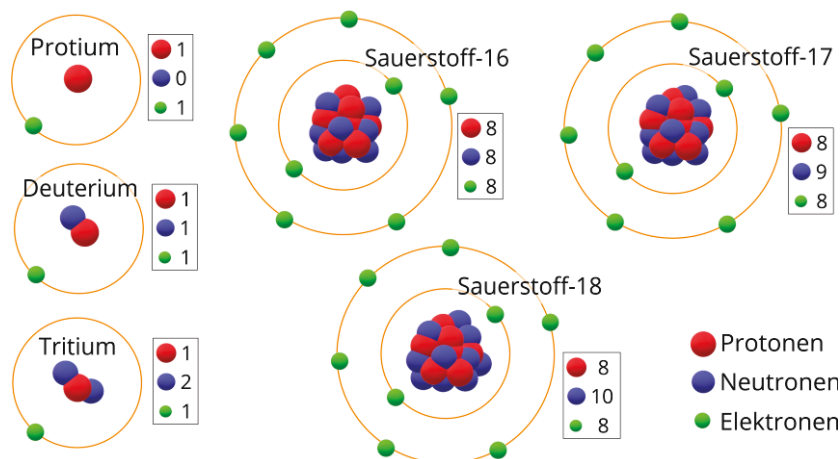 Protium
1
0
1
Deuterium
1
1
1
Tritium
1
2
1
Sauerstoff-16
8
8
8
Sauerstoff-17
8
9
8
Sauerstoff-18
8
10
8
Protonen
Neutronen
Elektronen